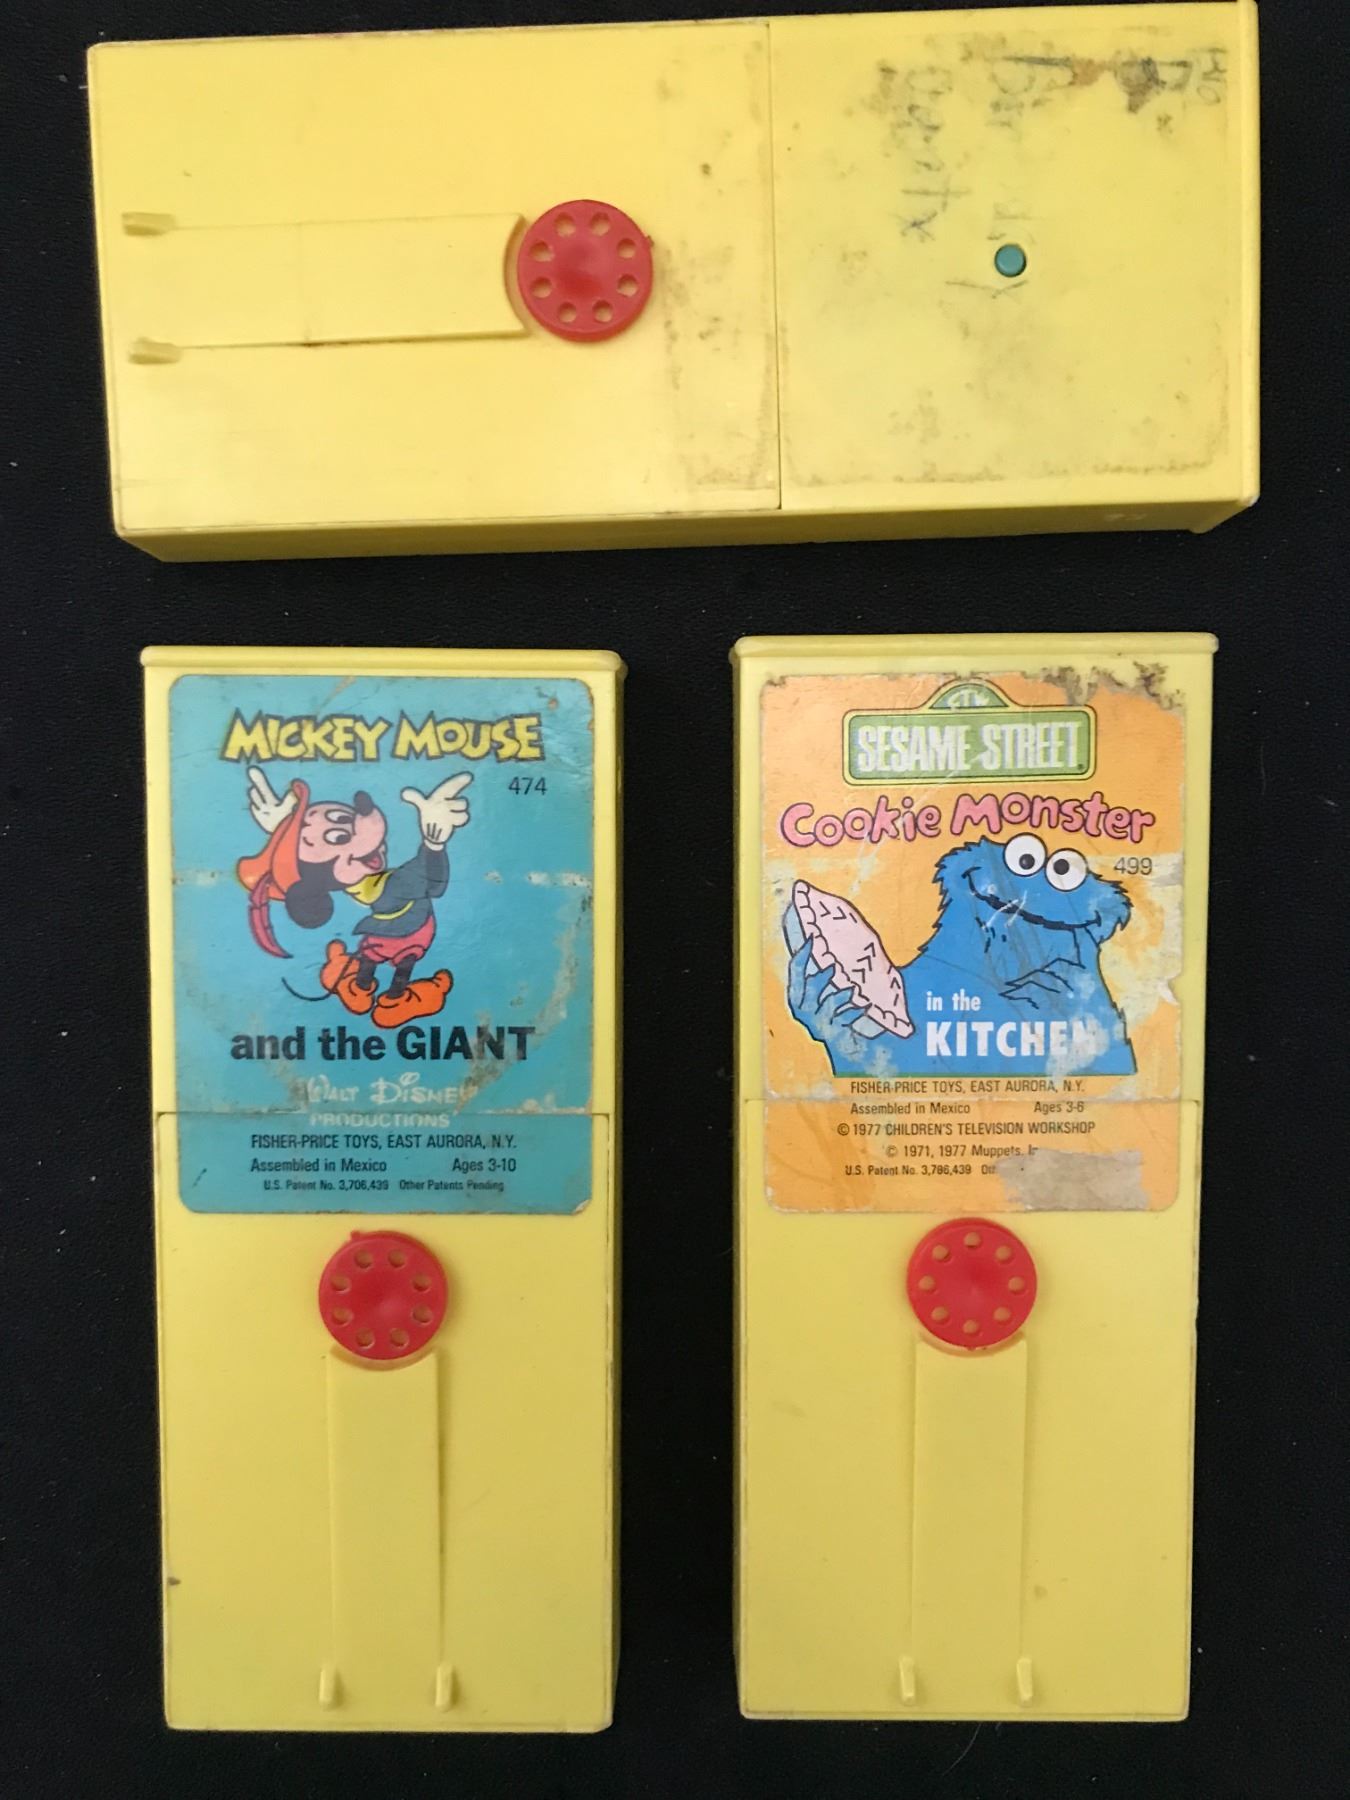 MICKEY MOUSE
474
and the GIANT
WALT DISNEY
PRODUCTIONS
FISHER-PRICE TOYS, EAST AURORA, N.Y.
Assembled in Mexico Ages 3-10
U.S. Patent No. 3,706,439 Other Patents Pending
SESAME STREET
Cookie Monster
499
in the
KITCHEN
FISHER-PRICE TOYS, EAST AURORA, N.Y.
Assembled in Mexico Ages 3-6
© 1977 CHILDREN'S TELEVISION WORKSHOP
© 1971, 1977 Muppets,
U.S. Patent No. 3,786,439